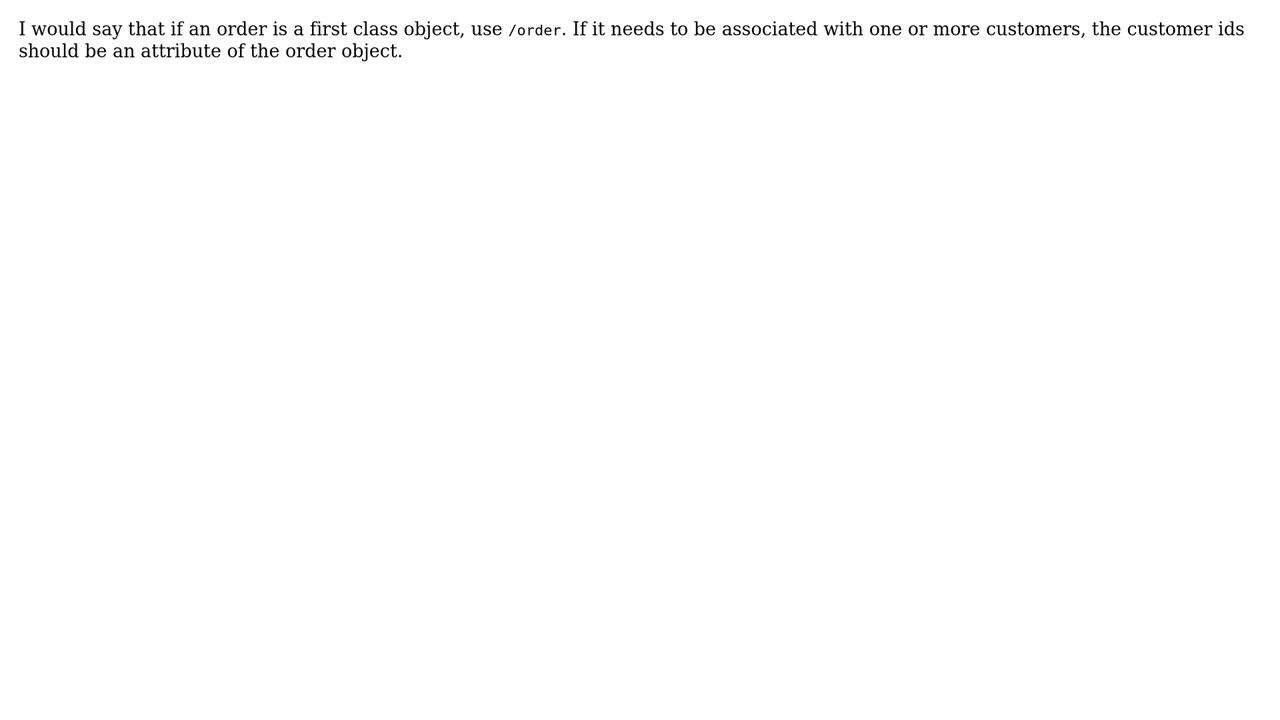 I would say that if an order is a first class object, use /order. If it needs to be associated with one or more customers, the customer ids
should be an attribute of the order object.